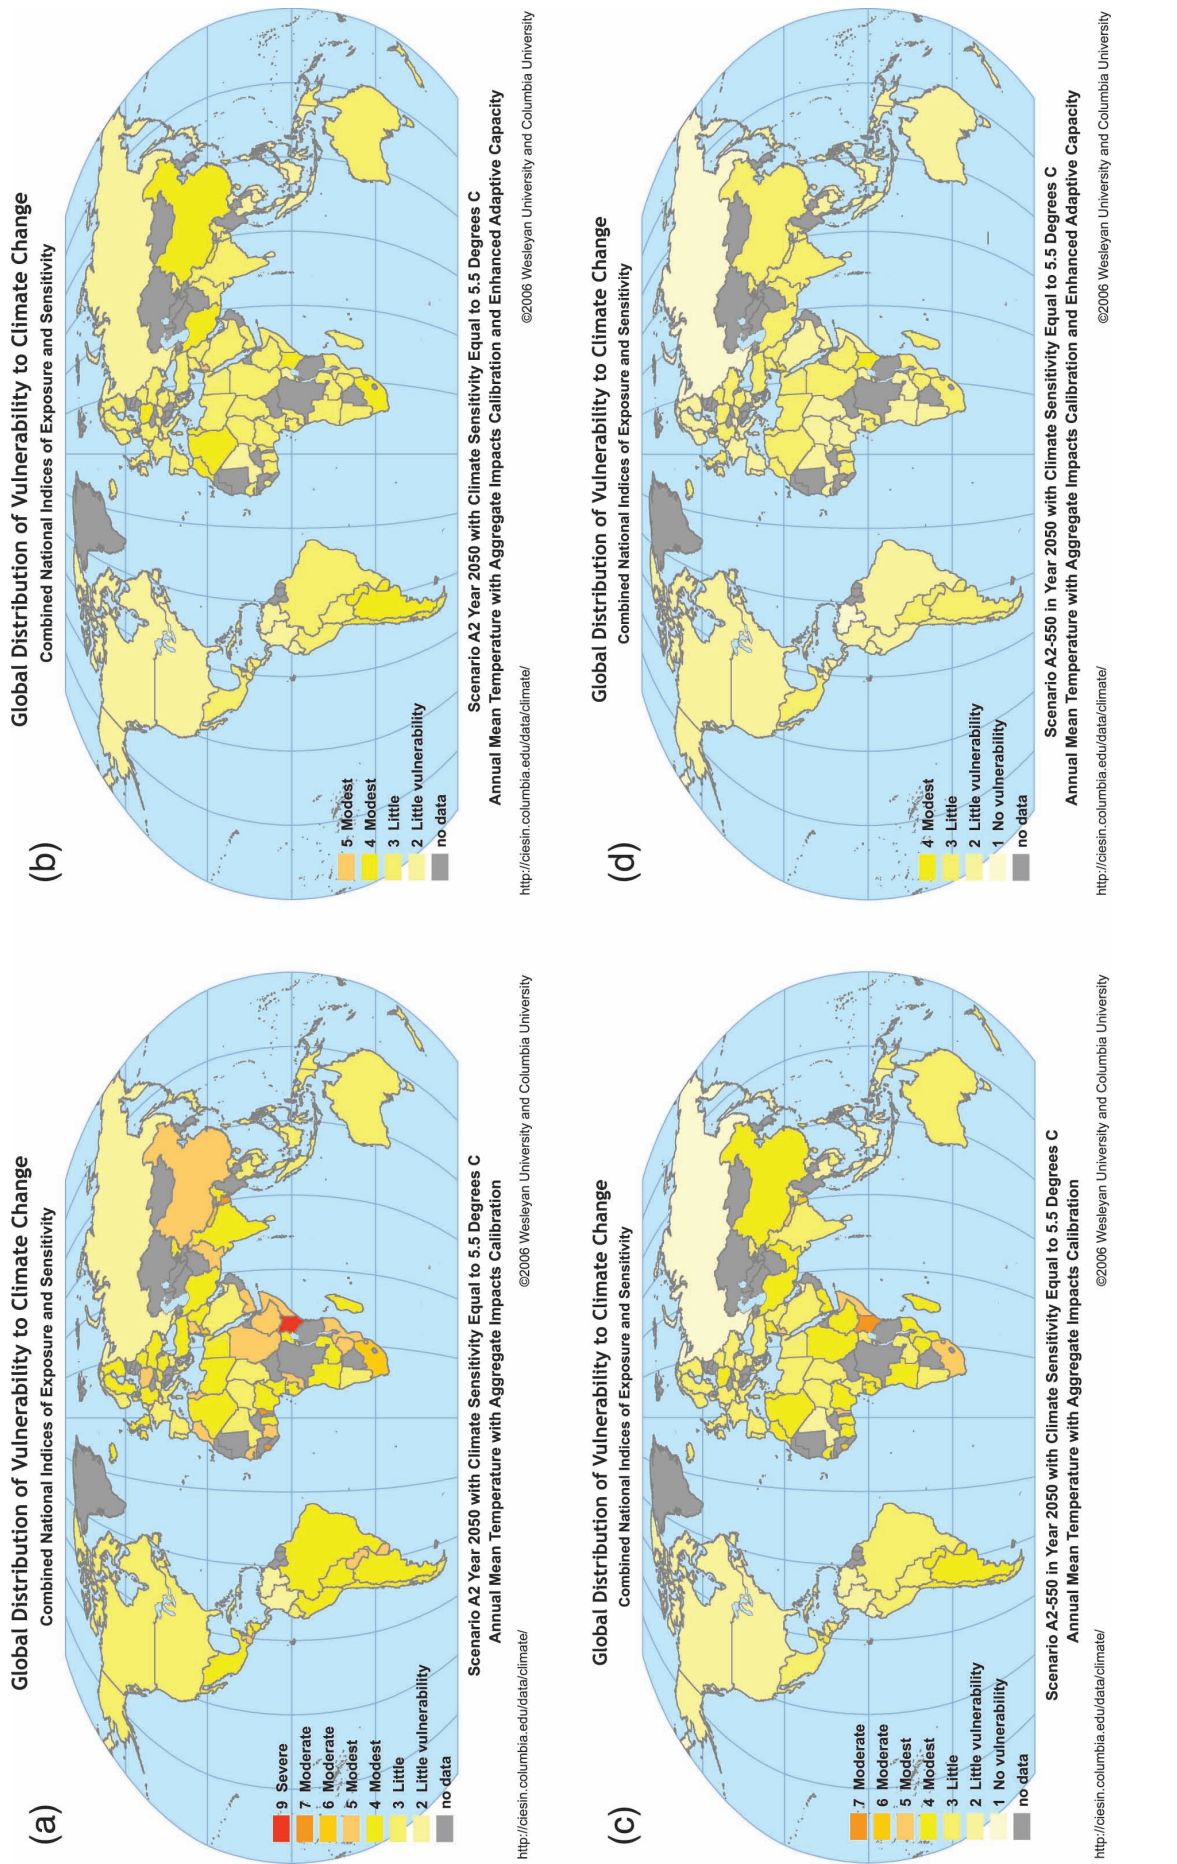 (a)
Global Distribution of Vulnerability to Climate Change
Combined National Indices of Exposure and Sensitivity
9 Severe
7 Moderate
6 Moderate
5 Modest
4 Modest
3 Little
2 Little vulnerability
no data
Scenario A2 Year 2050 with Climate Sensitivity Equal to 5.5 Degrees C
Annual Mean Temperature with Aggregate Impacts Calibration
http://ciesin.columbia.edu/data/climate/
©2006 Wesleyan University and Columbia University
(b)
Global Distribution of Vulnerability to Climate Change
Combined National Indices of Exposure and Sensitivity
5 Modest
4 Modest
3 Little
2 Little vulnerability
no data
Scenario A2 Year 2050 with Climate Sensitivity Equal to 5.5 Degrees C
Annual Mean Temperature with Aggregate Impacts Calibration and Enhanced Adaptive Capacity
http://ciesin.columbia.edu/data/climate/
©2006 Wesleyan University and Columbia University
(c)
Global Distribution of Vulnerability to Climate Change
Combined National Indices of Exposure and Sensitivity
7 Moderate
6 Moderate
5 Modest
4 Modest
3 Little
2 Little vulnerability
1 No vulnerability
no data
Scenario A2-550 in Year 2050 with Climate Sensitivity Equal to 5.5 Degrees C
Annual Mean Temperature with Aggregate Impacts Calibration
http://ciesin.columbia.edu/data/climate/
©2006 Wesleyan University and Columbia University
(d)
Global Distribution of Vulnerability to Climate Change
Combined National Indices of Exposure and Sensitivity
4 Modest
3 Little
2 Little vulnerability
1 No vulnerability
no data
Scenario A2-550 in Year 2050 with Climate Sensitivity Equal to 5.5 Degrees C
Annual Mean Temperature with Aggregate Impacts Calibration and Enhanced Adaptive Capacity
http://ciesin.columbia.edu/data/climate/
©2006 Wesleyan University and Columbia University